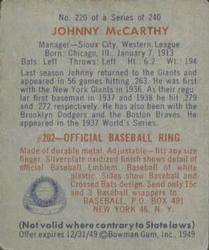 No. 220 of a Series of 240
JOHNNY McCARTHY
Manager—Sioux City, Western League
Born: Chicago, Ill., January 7, 1913
Bats: Left Throws: Left Ht.: 6.2 Wt.: 194
Last season Johnny returned to the Giants and
appeared in 56 games hitting .263. He was first
with the New York Giants in 1936. As their regu-
lar first baseman in 1937 and 1938 he hit .279
and .272 respectively. He has also been with the
Brooklyn Dodgers and the Boston Braves. He
appeared in the 1937 World's Series.
#202—OFFICIAL BASEBALL RING
Made of durable metal. Adjustable—fits any size
finger. Silverplate oxidized finish shows details of
official Baseball Emblem. Baseball of white
plastic. Sides show Baseball and
Crossed Bats design. Send only 15¢
and 3 Baseball wrappers to
BASEBALL, P.O. BOX 491
NEW YORK 46, N. Y.
(Not valid where contrary to State laws)
Offer expires 12/31/49 © Bowman Gum, Inc., 1949